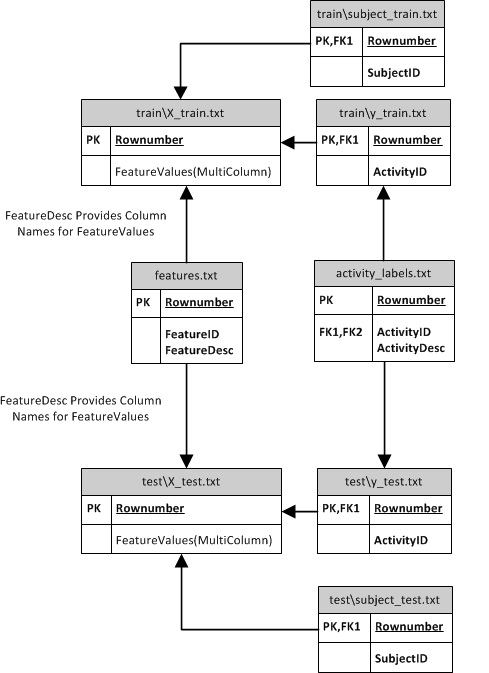 train\subject_train.txt
PK,FK1 Rownumber
SubjectID
train\X_train.txt
PK Rownumber
FeatureValues(MultiColumn)
train\y_train.txt
PK,FK1 Rownumber
ActivityID
FeatureDesc Provides Column
Names for FeatureValues
features.txt
PK Rownumber
FeatureID
FeatureDesc
activity_labels.txt
PK Rownumber
FK1,FK2 ActivityID
ActivityDesc
FeatureDesc Provides Column
Names for FeatureValues
test\X_test.txt
PK Rownumber
FeatureValues(MultiColumn)
test\y_test.txt
PK,FK1 Rownumber
ActivityID
test\subject_test.txt
PK,FK1 Rownumber
SubjectID